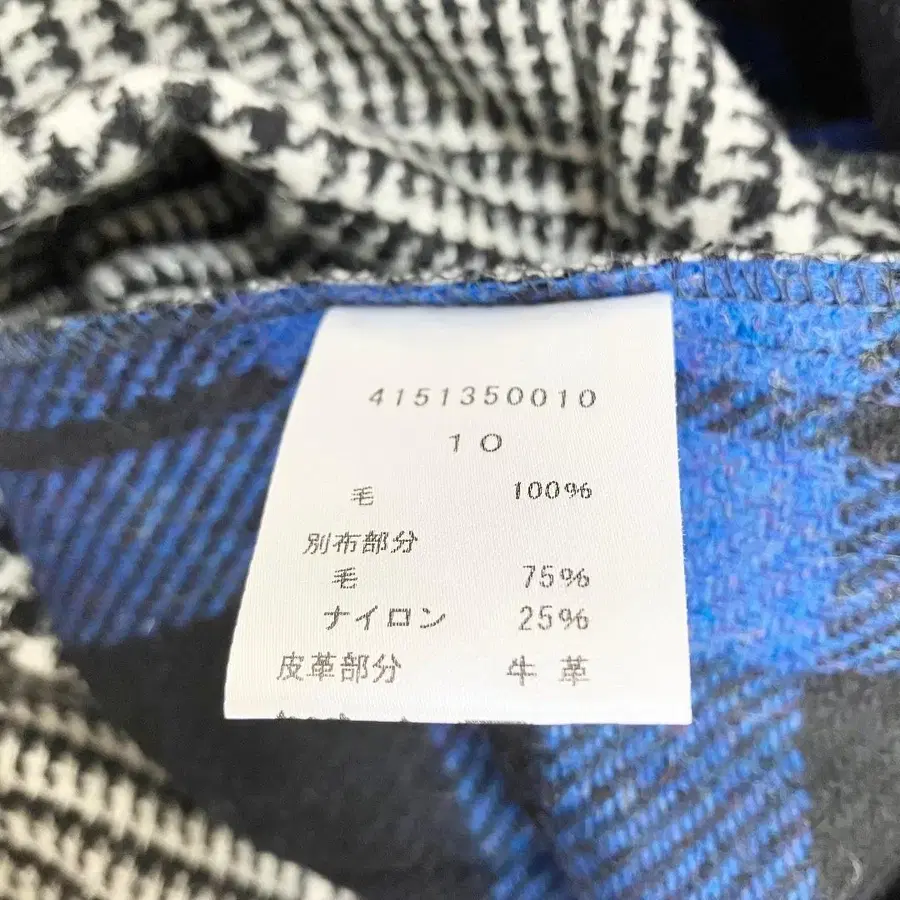 4151350010
10
毛 100%
別布部分
毛 75%
ナイロン 25%
皮革部分 牛革